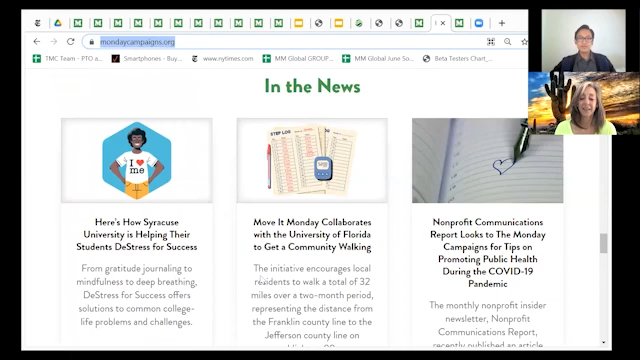 mondaycampaigns.org
TMC Team - PTO a...
Smartphones - Buy...
www.nytimes.com
MM Global GROUP...
MM Global June So...
Beta Testers Chart_...
In the News
I ❤ me
STEP LOG
Here's How Syracuse
University is Helping Their
Students DeStress for Success
From gratitude journaling to
mindfulness to deep breathing,
DeStress for Success offers
solutions to common college-
life problems and challenges.
Move It Monday Collaborates
with the University of Florida
to Get a Community Walking
The initiative encourages local
residents to walk a total of 32
miles over a two-month period,
representing the distance from
the Franklin county line to
the Jefferson county line on
Nonprofit Communications
Report Looks to The Monday
Campaigns for Tips on
Promoting Public Health
During the COVID-19
Pandemic
The monthly nonprofit insider
newsletter, Nonprofit
Communications Report,
recently published an article